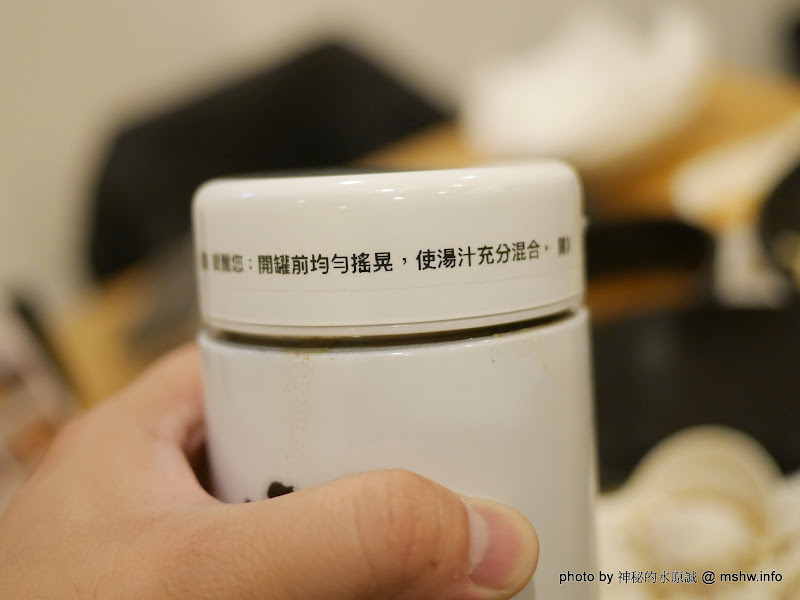 提醒您：開罐前均勻搖晃，使湯汁充分混合。
photo by 神秘的水原誠 @ mshw.info